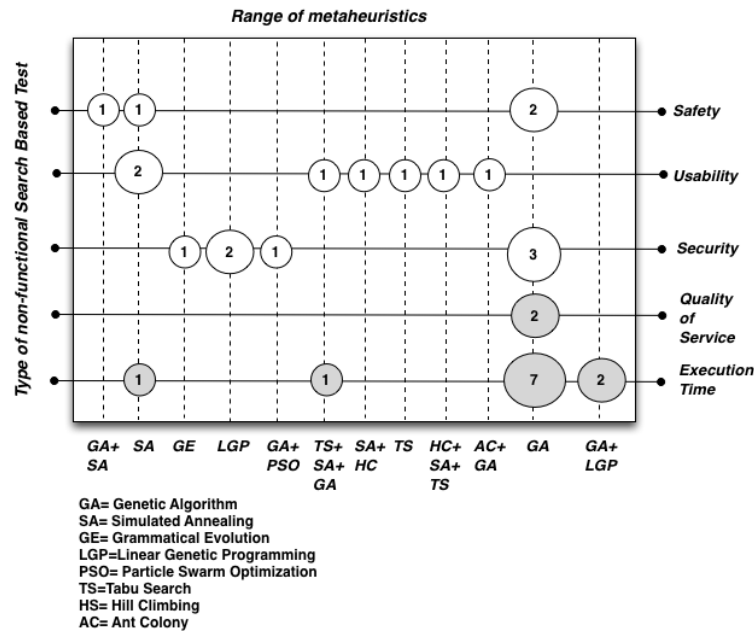 Range of metaheuristics
Type of non-functional Search Based Test
1 1 2 Safety
2 1 1 1 1 1 Usability
1 2 1 3 Security
2 Quality
of
Service
1 1 7 2 Execution
Time
GA+ SA GE LGP GA+ TS+ SA+ TS HC+ AC+ GA GA+
SA PSO SA+ HC SA+ GA LGP
GA TS
GA= Genetic Algorithm
SA= Simulated Annealing
GE= Grammatical Evolution
LGP=Linear Genetic Programming
PSO= Particle Swarm Optimization
TS=Tabu Search
HS= Hill Climbing
AC= Ant Colony